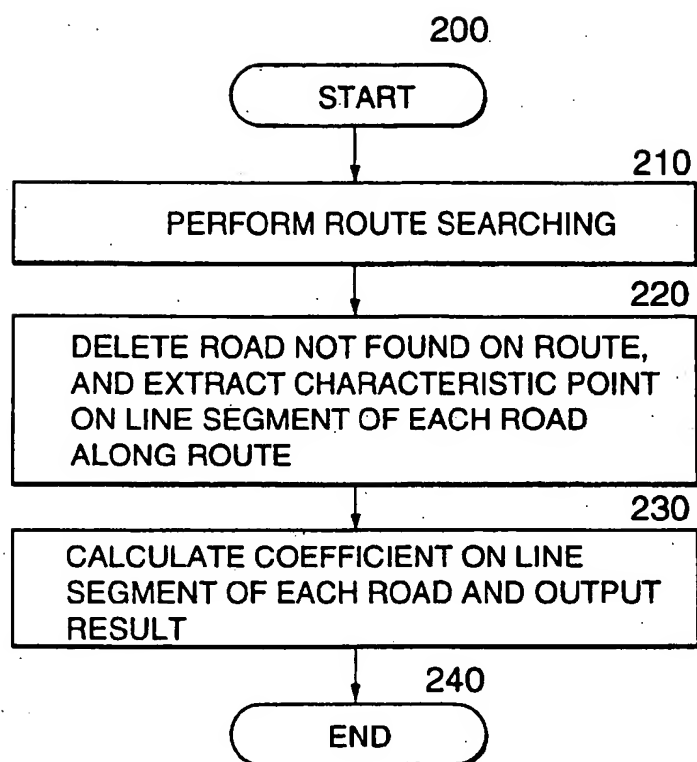 200
START
210
PERFORM ROUTE SEARCHING
220
DELETE ROAD NOT FOUND ON ROUTE,
AND EXTRACT CHARACTERISTIC POINT
ON LINE SEGMENT OF EACH ROAD
ALONG ROUTE
230
CALCULATE COEFFICIENT ON LINE
SEGMENT OF EACH ROAD AND OUTPUT
RESULT
240
END